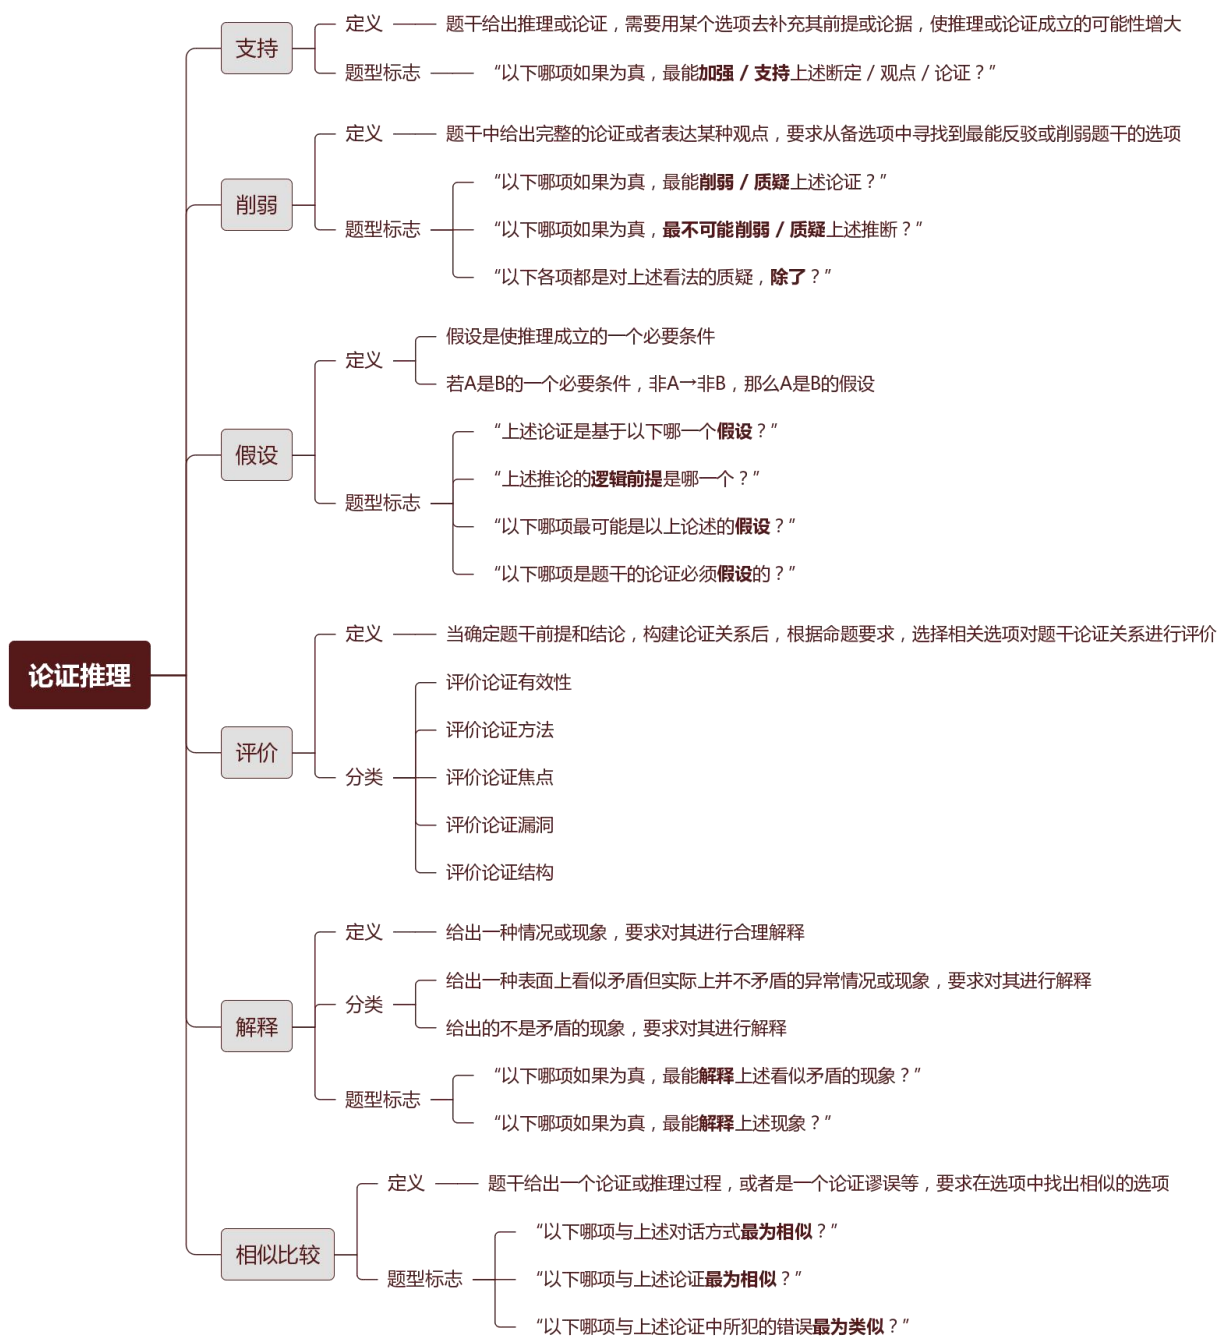 论证推理
支持
定义
题干给出推理或论证，需要用某个选项去补充其前提或论据，使推理或论证成立的可能性增大
题型标志
“以下哪项如果为真，最能加强 / 支持上述断定 / 观点 / 论证？”
削弱
定义
题干中给出完整的论证或者表达某种观点，要求从备选项中寻找到最能反驳或削弱题干的选项
题型标志
“以下哪项如果为真，最能削弱 / 质疑上述论证？”
“以下哪项如果为真，最不可能削弱 / 质疑上述推断？”
“以下各项都是对上述看法的质疑，除了？”
假设
定义
假设是使推理成立的一个必要条件
若A是B的一个必要条件，非A→非B，那么A是B的假设
题型标志
“上述论证是基于以下哪一个假设？”
“上述推论的逻辑前提是哪一个？”
“以下哪项最可能是以上论述的假设？”
“以下哪项是题干的论证必须假设的？”
评价
定义
当确定题干前提和结论，构建论证关系后，根据命题要求，选择相关选项对题干论证关系进行评价
分类
评价论证有效性
评价论证方法
评价论证焦点
评价论证漏洞
评价论证结构
解释
定义
给出一种情况或现象，要求对其进行合理解释
分类
给出一种表面上看似矛盾但实际上并不矛盾的异常情况或现象，要求对其进行解释
给出的不是矛盾的现象，要求对其进行解释
题型标志
“以下哪项如果为真，最能解释上述看似矛盾的现象？”
“以下哪项如果为真，最能解释上述现象？”
相似比较
定义
题干给出一个论证或推理过程，或者是一个论证谬误等，要求在选项中找出相似的选项
题型标志
“以下哪项与上述对话方式最为相似？”
“以下哪项与上述论证最为相似？”
“以下哪项与上述论证中所犯的错误最为类似？”